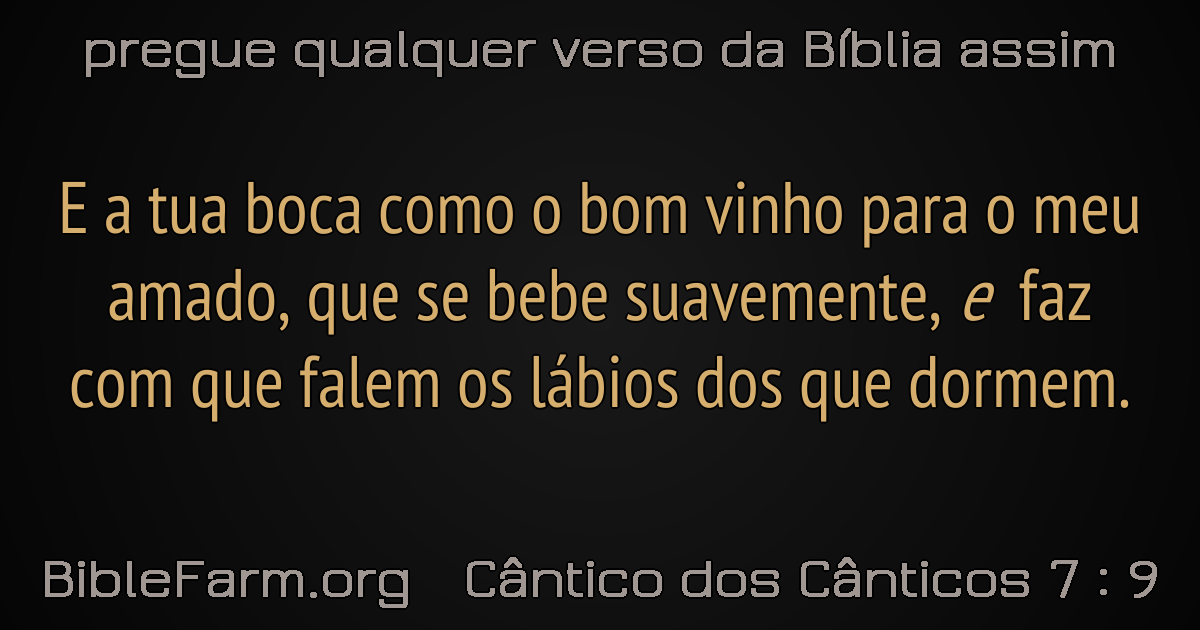 pregue qualquer verso da Bíblia assim
E a tua boca como o bom vinho para o meu
amado, que se bebe suavemente, e faz
com que falem os lábios dos que dormem.
BibleFarm.org Cântico dos Cânticos 7 : 9